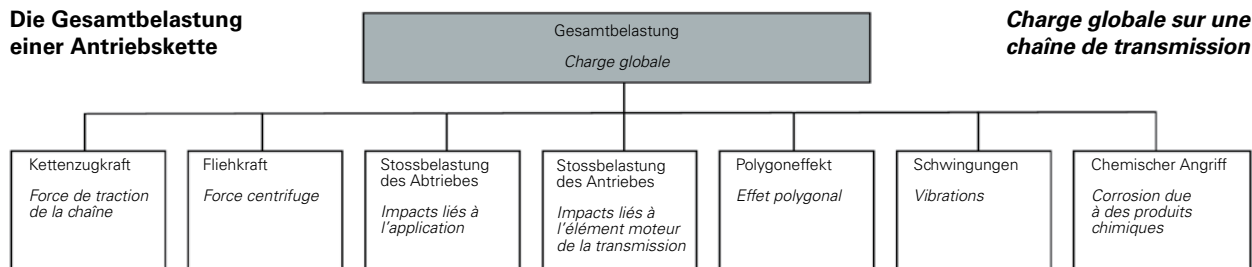 Die Gesamtbelastung
einer Antriebskette
Charge globale sur une
chaîne de transmission
Gesamtbelastung
Charge globale
Kettenzugkraft
Force de traction
de la chaîne
Fliehkraft
Force centrifuge
Stossbelastung
des Abtriebes
Impacts liés à
l'application
Stossbelastung
des Antriebes
Impacts liés à
l'élément moteur
de la transmission
Polygoneffekt
Effet polygonal
Schwingungen
Vibrations
Chemischer Angriff
Corrosion due
à des produits
chimiques